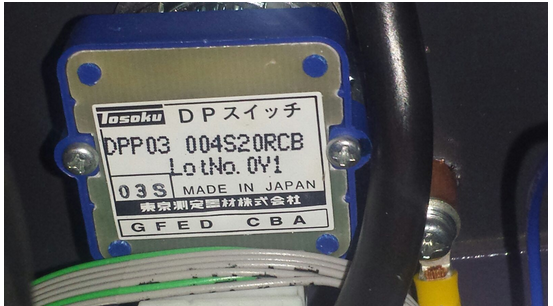 Tosoku DPスイッチ
DPP03 004S20RCB
LotNo. 0Y1
03S MADE IN JAPAN
東京測定器材株式会社
GFED CBA